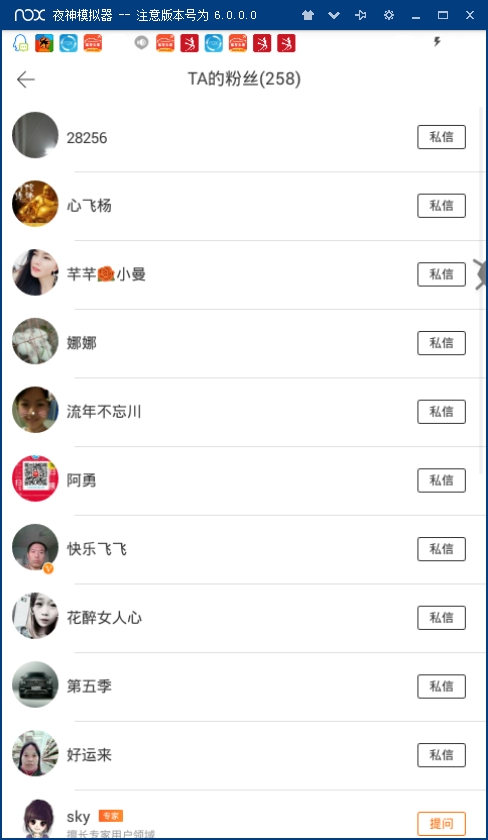 nox 夜神模拟器 -- 注意版本号为 6.0.0.0
TA的粉丝(258)
28256
私信
心飞杨
私信
芊芊🌹小曼
私信
娜娜
私信
流年不忘川
私信
阿勇
私信
快乐飞飞
私信
花醉女人心
私信
第五季
私信
好运来
私信
sky 专家
提问
擅长专家用户领域